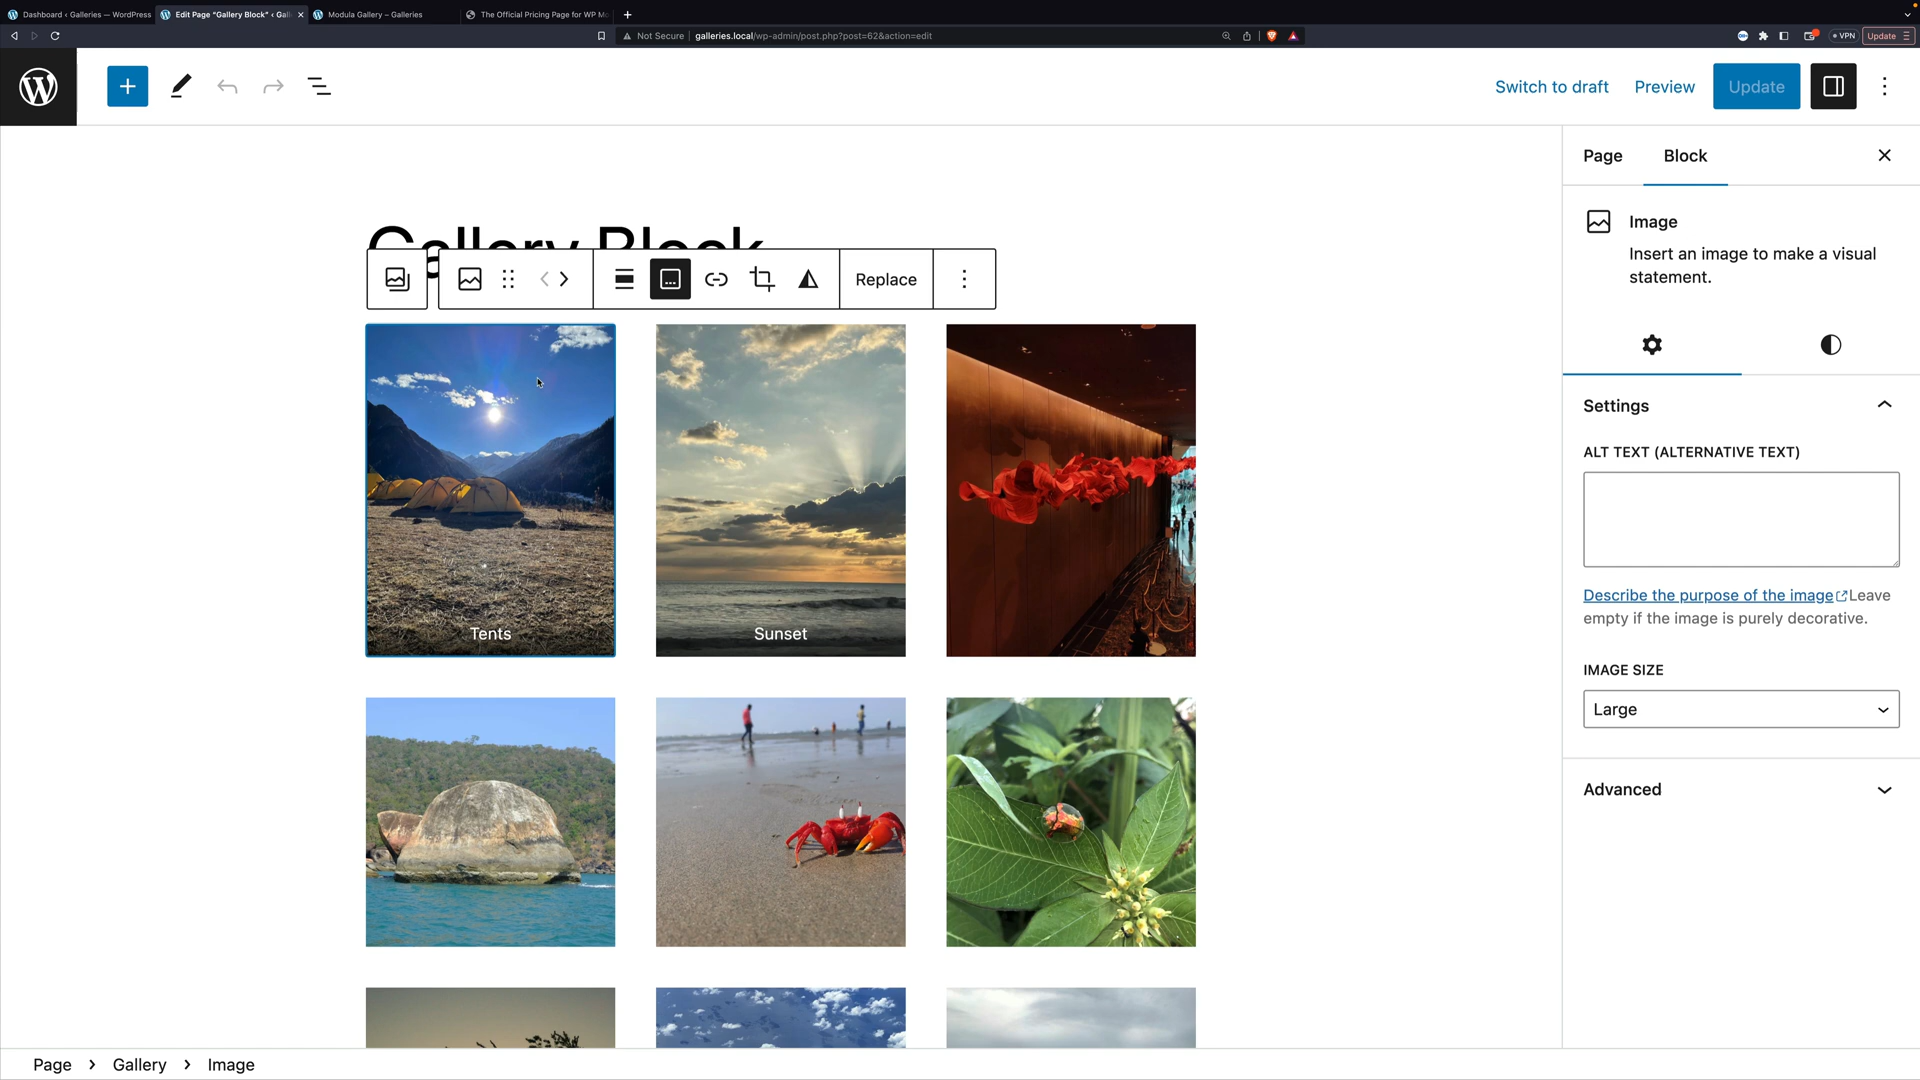 Dashboard ‹ Galleries — WordPress
Edit Page “Gallery Block” ‹ Gall
Modula Gallery – Galleries
The Official Pricing Page for WP Mo
Not Secure
galleries.local/wp-admin/post.php?post=62&action=edit
VPN
Update
Switch to draft
Preview
Update
Page
Block
Gallery Block
Replace
Image
Insert an image to make a visual
statement.
Settings
ALT TEXT (ALTERNATIVE TEXT)
Describe the purpose of the image Leave
empty if the image is purely decorative.
IMAGE SIZE
Large
Advanced
Tents
Sunset
Page
Gallery
Image